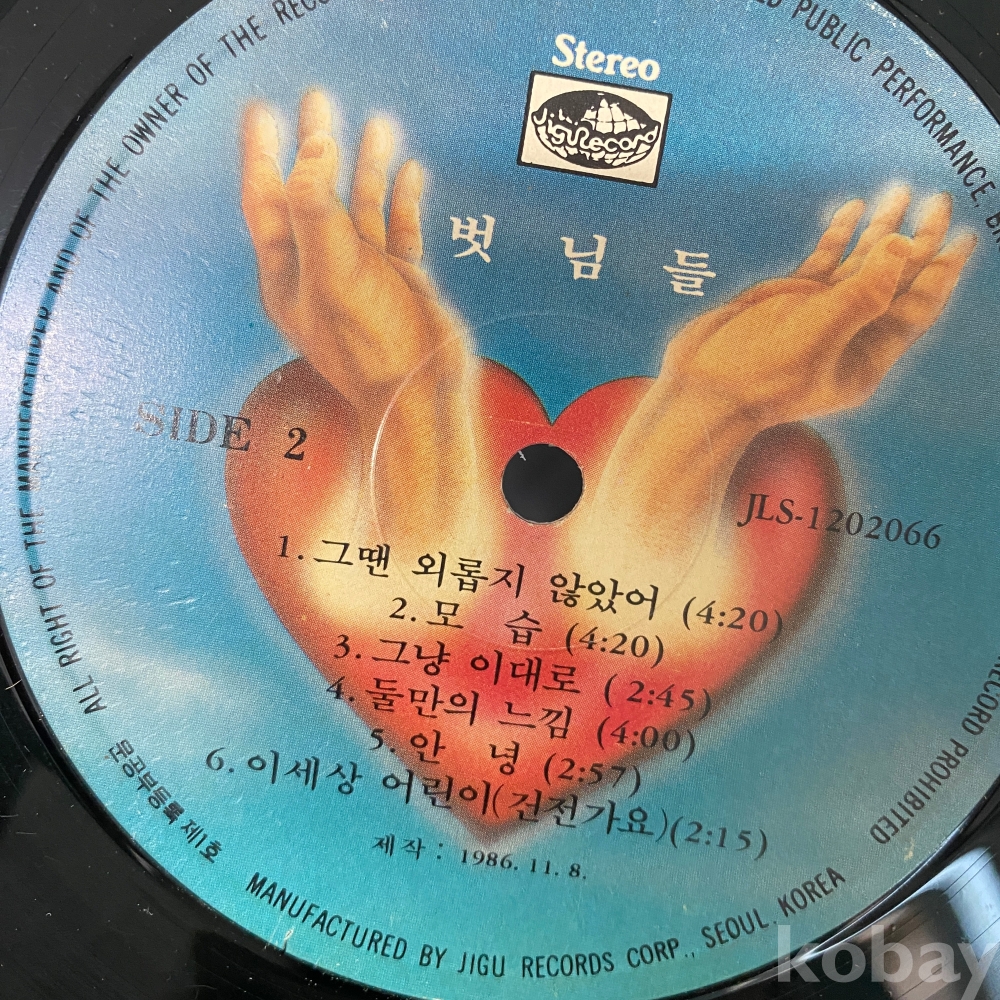 Stereo
JiguRecord
벗님들
SIDE 2
JLS-1202066
1. 그땐 외롭지 않았어 (4:20)
2. 모 습 (4:20)
3. 그냥 이대로 ( 2:45)
4. 둘만의 느낌 (4:00)
5. 안 녕 (2:57)
6. 이세상 어린이(건전가요)(2:15)
제작 : 1986. 11. 8.
문공부등록 제1호
ALL RIGHT OF THE MANUFACTURER AND OF THE OWNER OF THE
PUBLIC PERFORMANCE,
RECORD PROHIBITED
MANUFACTURED BY JIGU RECORDS CORP., SEOUL, KOREA
kobay